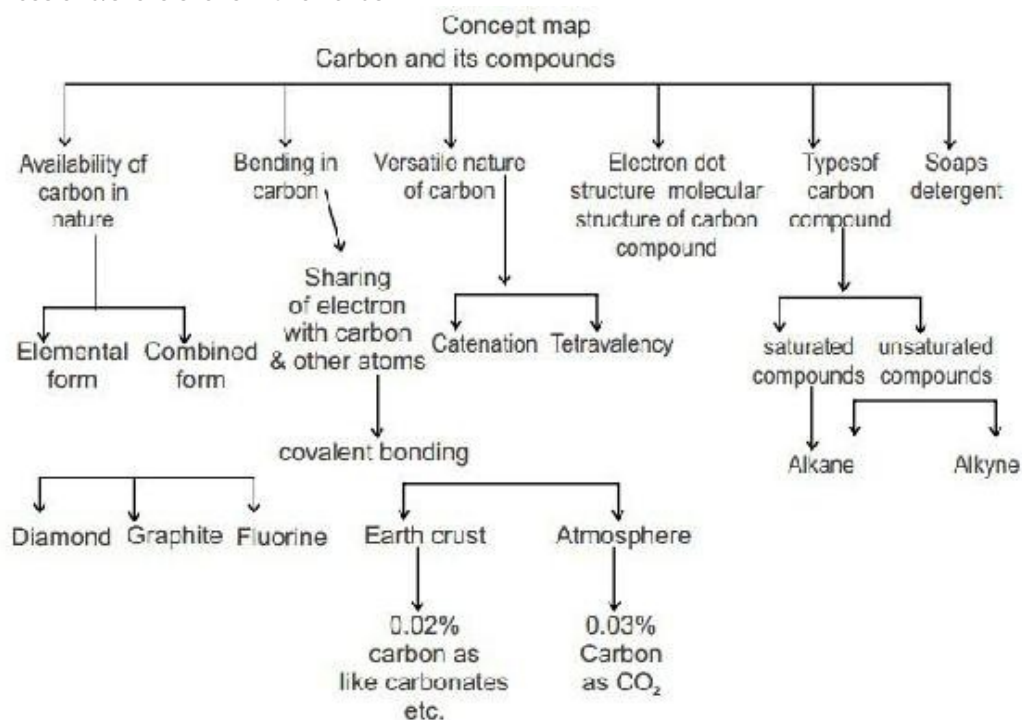 Concept map
Carbon and its compounds
Availability of
carbon in
nature
Bending in
carbon
Versatile nature
of carbon
Electron dot
structure molecular
structure of carbon
compound
Typesof
carbon
compound
Soaps
detergent
Elemental
form
Combined
form
Sharing
of electron
with carbon
& other atoms
Catenation
Tetravalency
saturated
compounds
unsaturated
compounds
covalent bonding
Alkane
Alkyne
Diamond
Graphite
Fluorine
Earth crust
Atmosphere
0.02%
carbon as
like carbonates
etc.
0.03%
Carbon
as CO₂